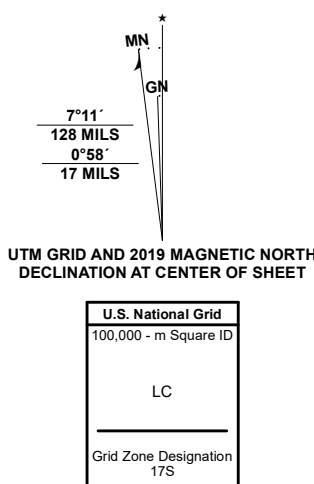 ★
MN
GN
7°11´
128 MILS
0°58´
17 MILS
UTM GRID AND 2019 MAGNETIC NORTH
DECLINATION AT CENTER OF SHEET
U.S. National Grid
100,000 - m Square ID
LC
Grid Zone Designation
17S